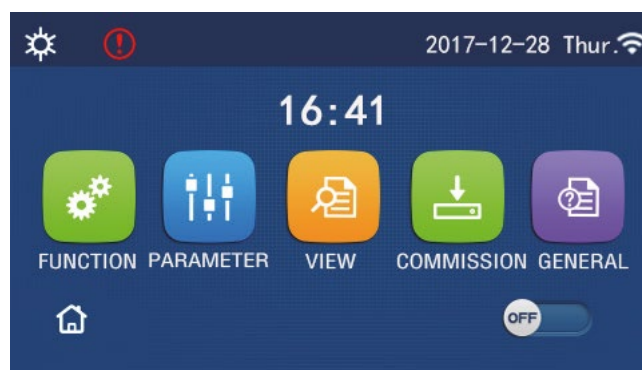 2017-12-28 Thur.
16:41
FUNCTION PARAMETER VIEW COMMISSION GENERAL
OFF